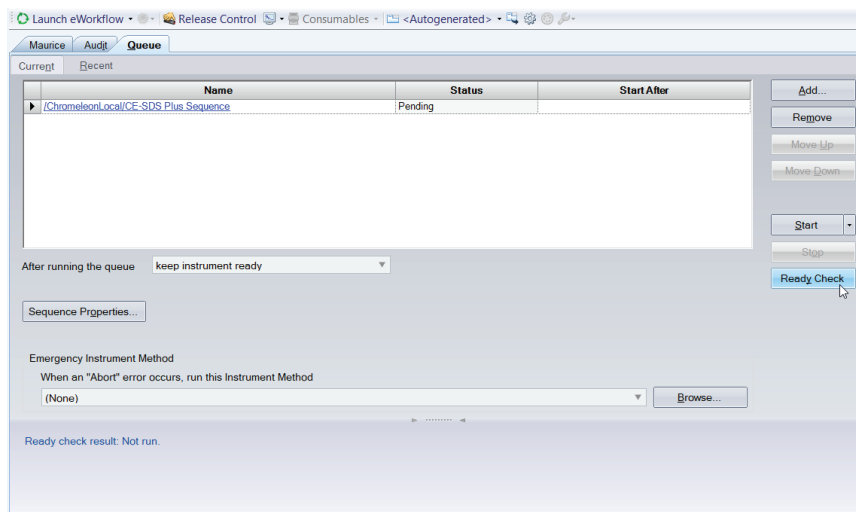 Launch eWorkflow Release Control Consumables <Autogenerated>
Maurice Audit Queue
Current Recent
Name Status Start After Add...
/ChromeleonLocal/CE-SDS Plus Sequence Pending
Remove
Move Up
Move Down
Start
Stop
After running the queue keep instrument ready
Ready Check
Sequence Properties...
Emergency Instrument Method
When an "Abort" error occurs, run this Instrument Method
(None) Browse...
Ready check result: Not run.